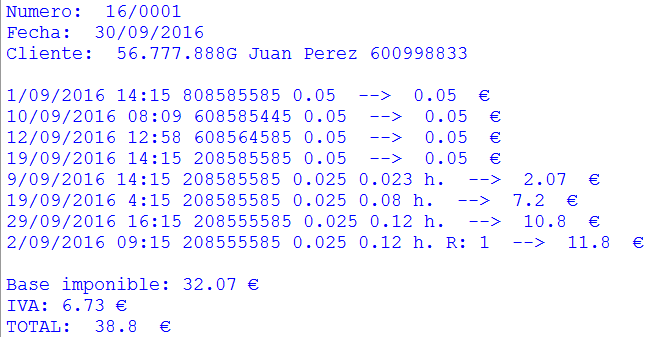 Numero:  16/0001
Fecha:  30/09/2016
Cliente:  56.777.888G Juan Perez 600998833
1/09/2016 14:15 808585585 0.05  -->  0.05  €
10/09/2016 08:09 608585445 0.05  -->  0.05  €
12/09/2016 12:58 608564585 0.05  -->  0.05  €
19/09/2016 14:15 208585585 0.05  -->  0.05  €
9/09/2016 14:15 208585585 0.025 0.023 h.  -->  2.07  €
19/09/2016 4:15 208585585 0.025 0.08 h.  -->  7.2  €
29/09/2016 16:15 208555585 0.025 0.12 h.  -->  10.8  €
2/09/2016 09:15 208555585 0.025 0.12 h. R: 1  -->  11.8  €
Base imponible: 32.07 €
IVA: 6.73 €
TOTAL:  38.8  €